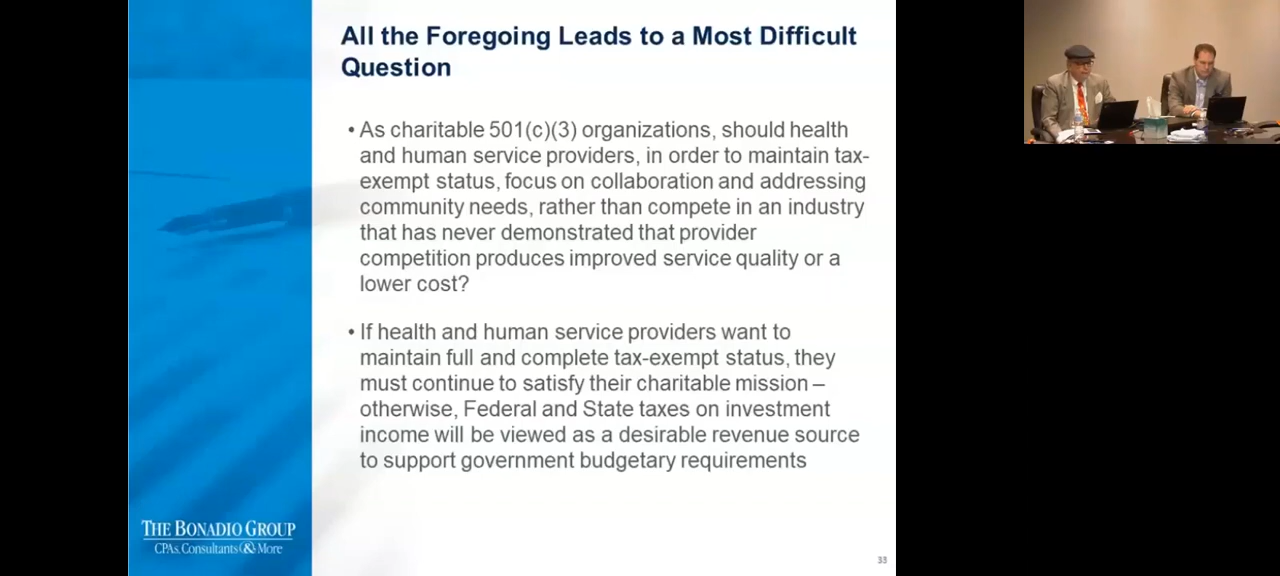 All the Foregoing Leads to a Most Difficult
Question
• As charitable 501(c)(3) organizations, should health
and human service providers, in order to maintain tax-
exempt status, focus on collaboration and addressing
community needs, rather than compete in an industry
that has never demonstrated that provider
competition produces improved service quality or a
lower cost?
• If health and human service providers want to
maintain full and complete tax-exempt status, they
must continue to satisfy their charitable mission –
otherwise, Federal and State taxes on investment
income will be viewed as a desirable revenue source
to support government budgetary requirements
THE BONADIO GROUP
CPAs, Consultants & More
33